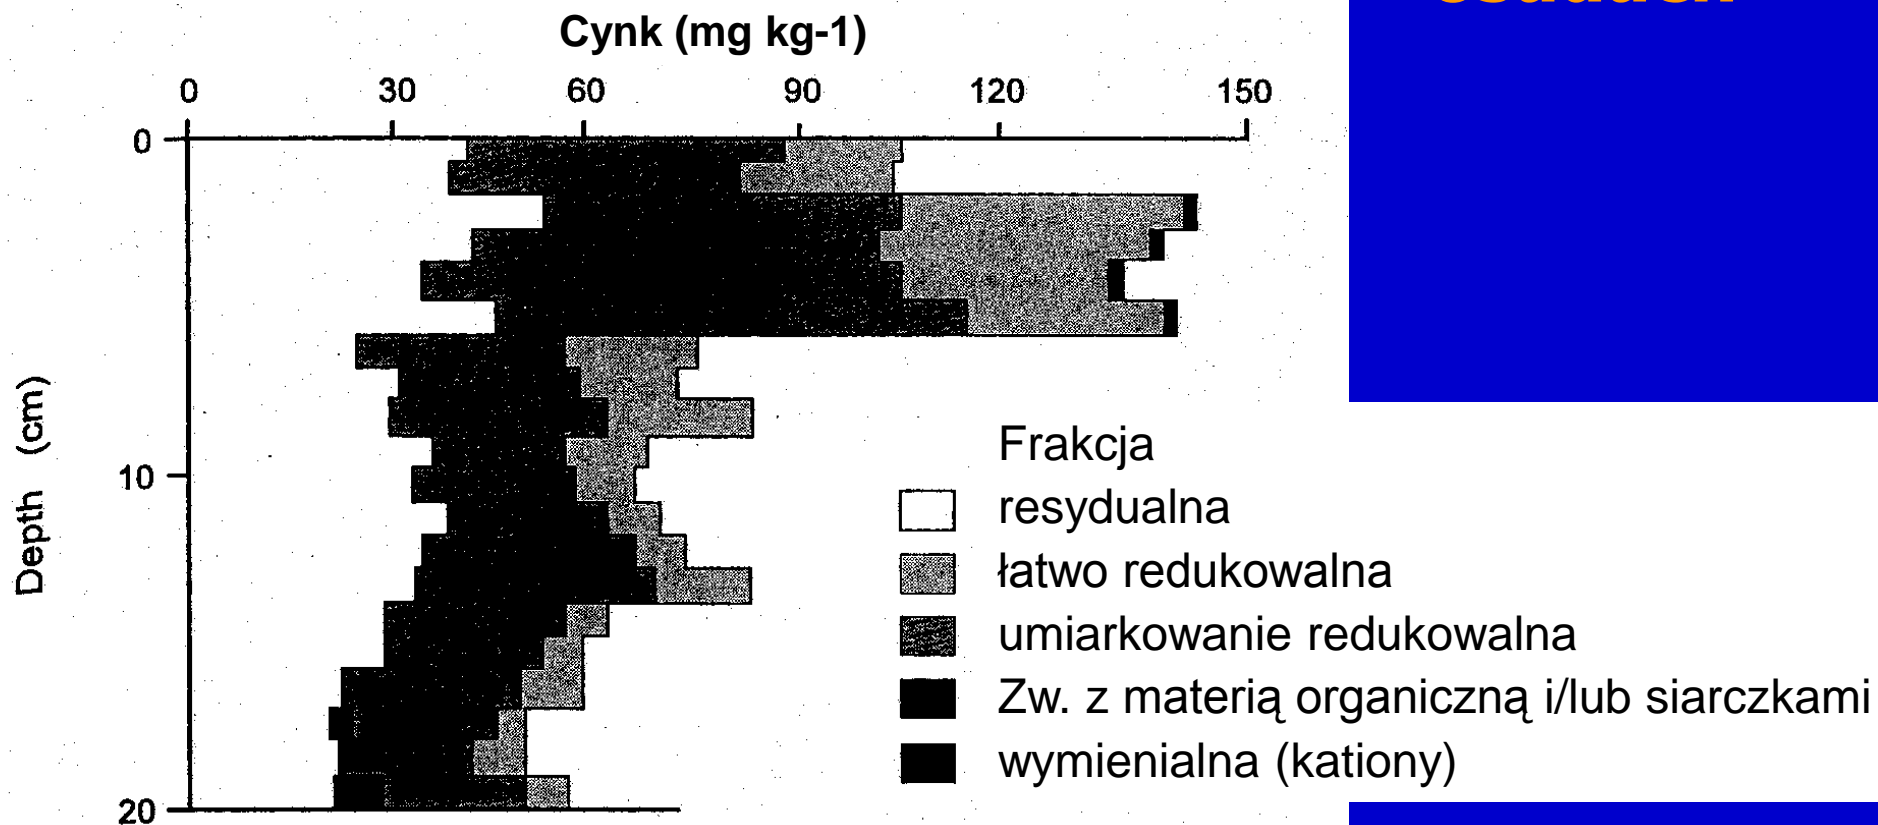 Cynk (mg kg-1)
0 30 60 90 120 150
0
10
20
Depth (cm)
Frakcja
resydualna
łatwo redukowalna
umiarkowanie redukowalna
Zw. z materią organiczną i/lub siarczkami
wymienialna (kationy)